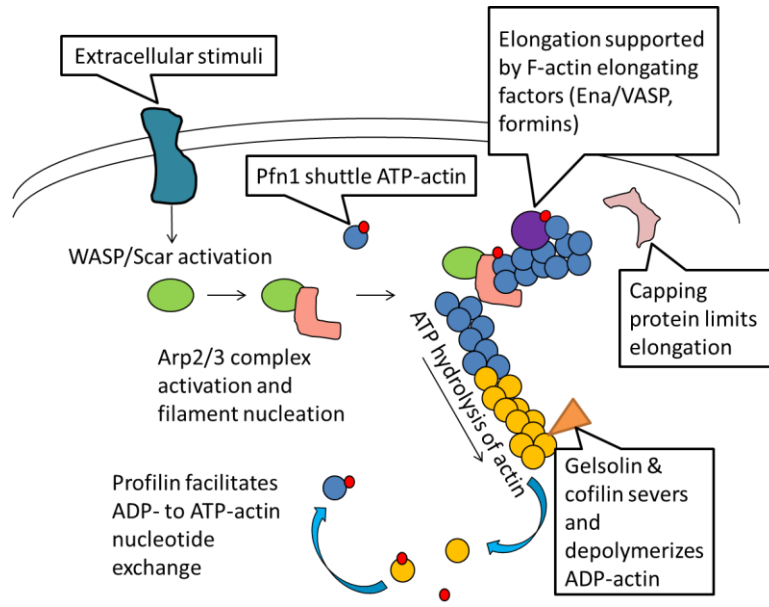 Extracellular stimuli
Elongation supported
by F-actin elongating
factors (Ena/VASP,
formins)
Pfn1 shuttle ATP-actin
WASP/Scar activation
Capping
protein limits
elongation
Arp2/3 complex
activation and
filament nucleation
ATP hydrolysis of actin
Gelsolin &
cofilin severs
and
depolymerizes
ADP-actin
Profilin facilitates
ADP- to ATP-actin
nucleotide
exchange